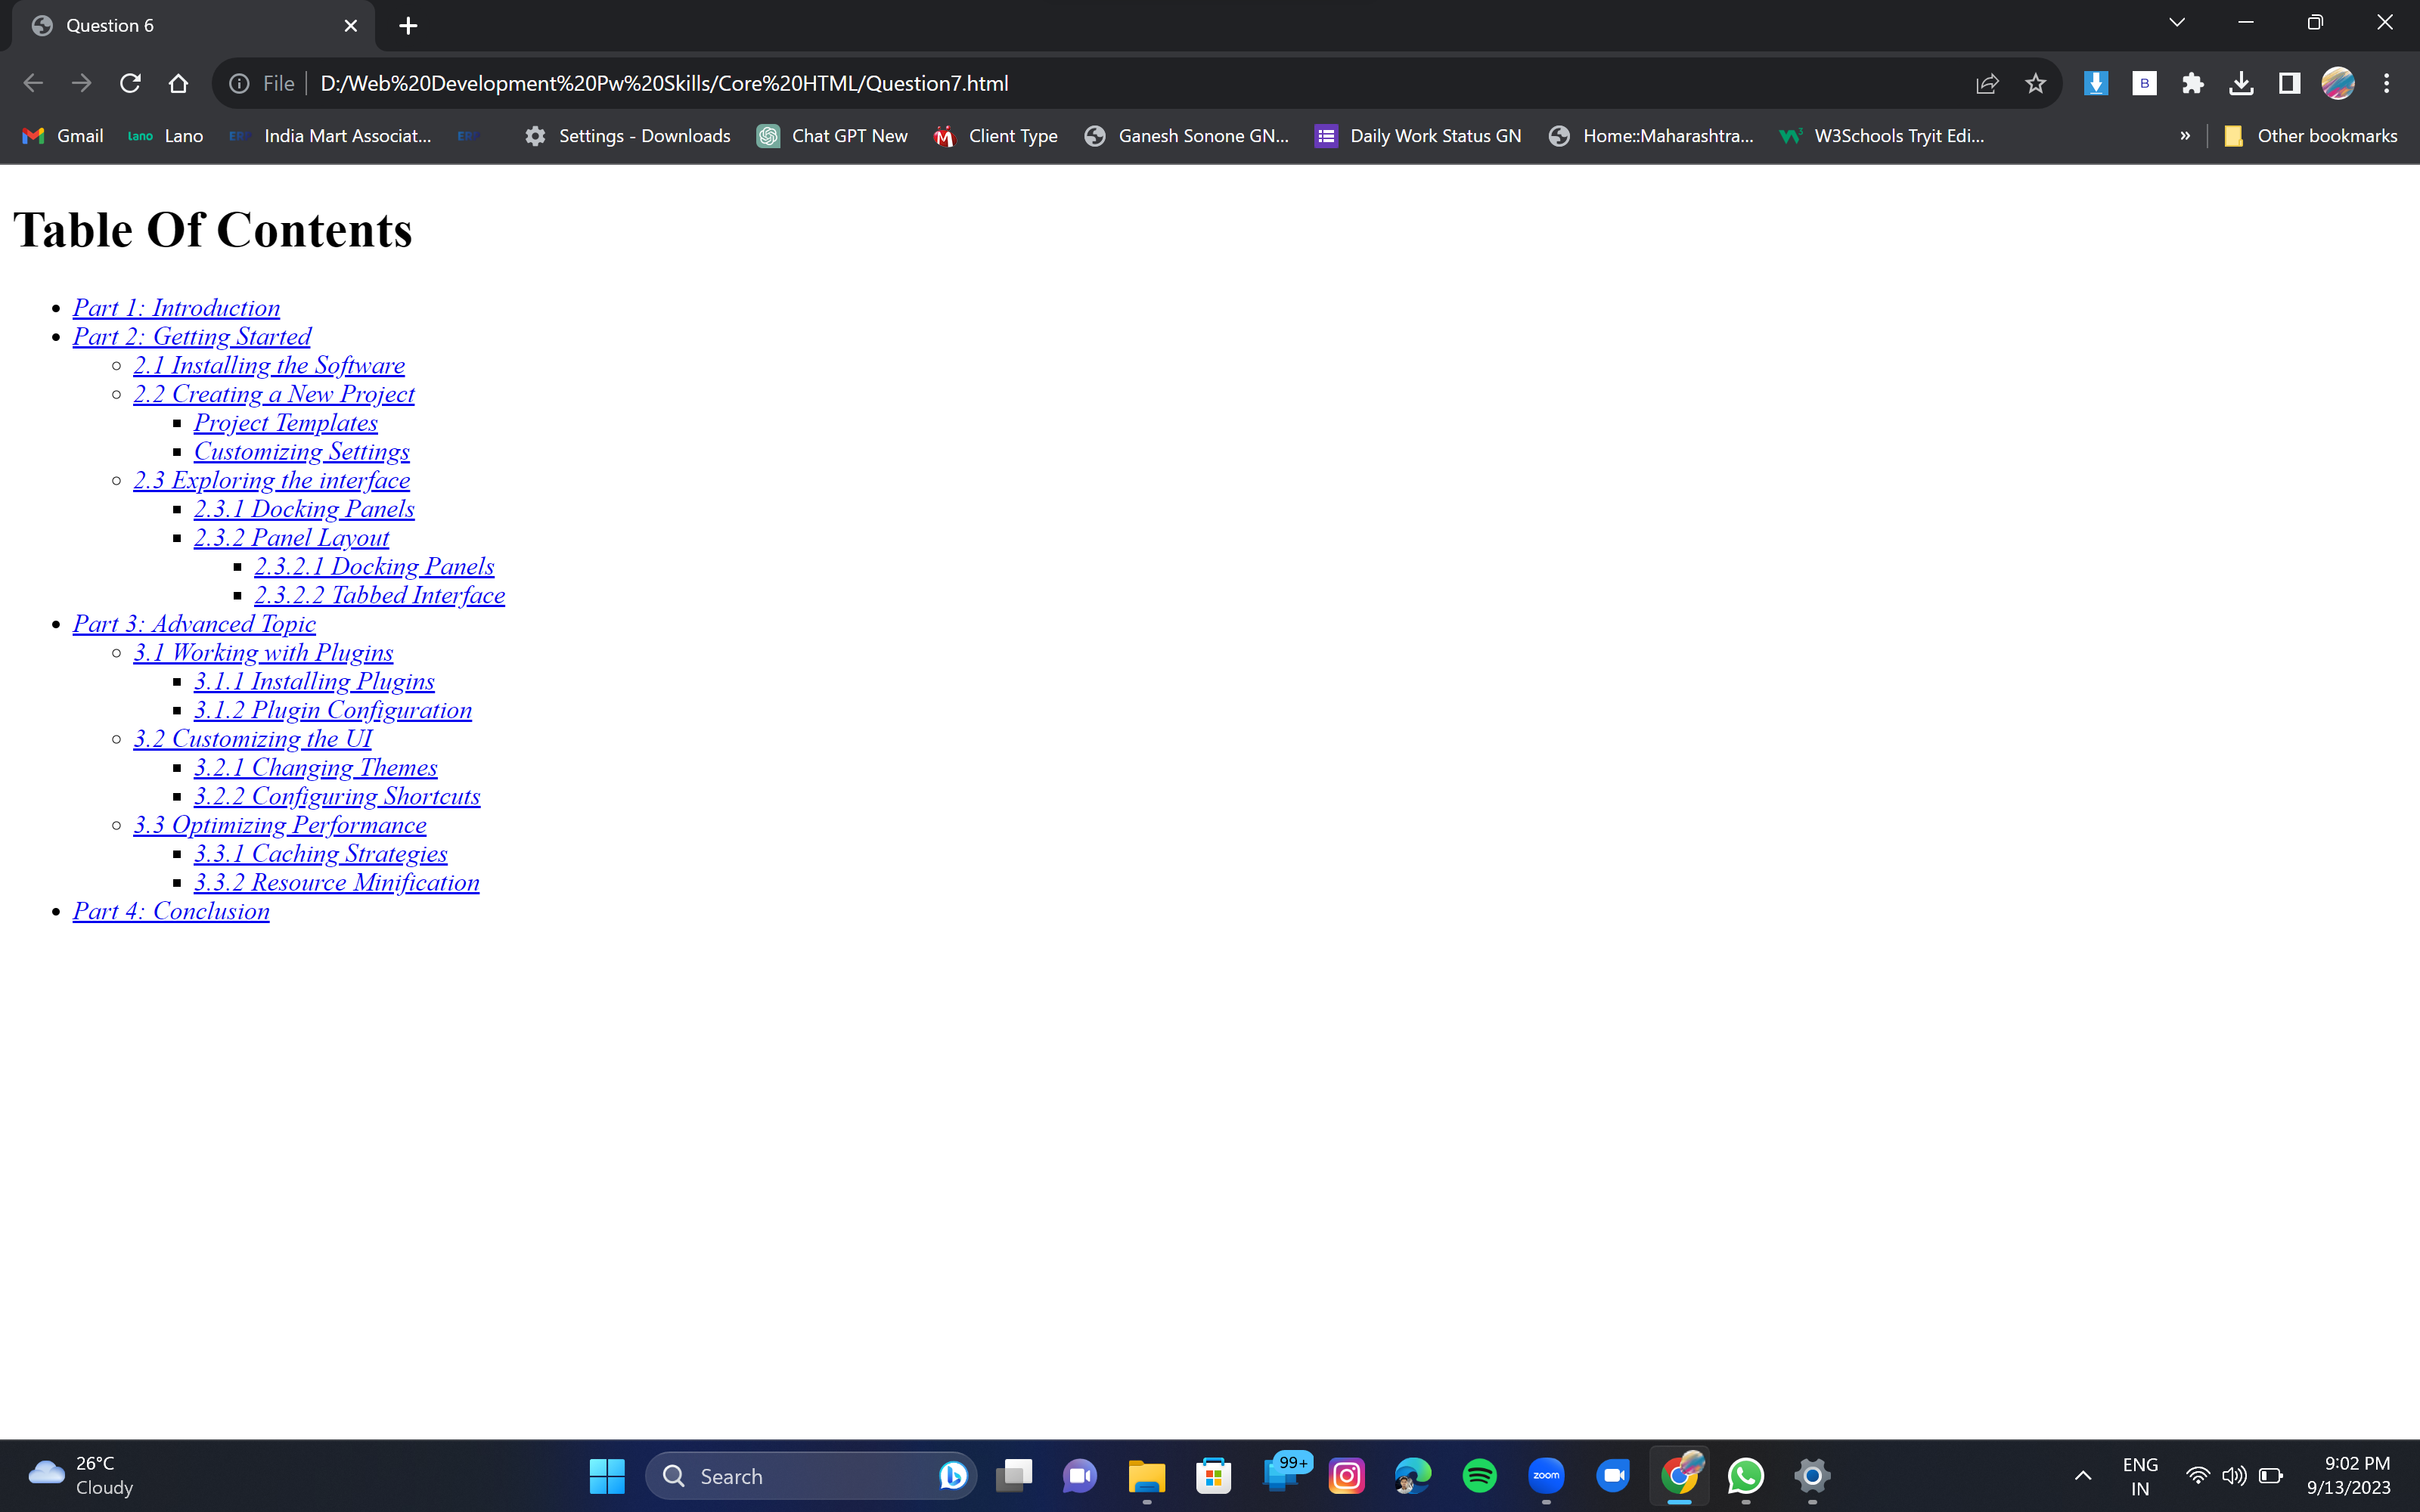 Question 6
File D:/Web%20Development%20Pw%20Skills/Core%20HTML/Question7.html
Gmail lano Lano India Mart Associat... Settings - Downloads Chat GPT New Client Type Ganesh Sonone GN... Daily Work Status GN Home::Maharashtra... W3Schools Tryit Edi... » Other bookmarks
Table Of Contents
Part 1: Introduction
Part 2: Getting Started
2.1 Installing the Software
2.2 Creating a New Project
Project Templates
Customizing Settings
2.3 Exploring the interface
2.3.1 Docking Panels
2.3.2 Panel Layout
2.3.2.1 Docking Panels
2.3.2.2 Tabbed Interface
Part 3: Advanced Topic
3.1 Working with Plugins
3.1.1 Installing Plugins
3.1.2 Plugin Configuration
3.2 Customizing the UI
3.2.1 Changing Themes
3.2.2 Configuring Shortcuts
3.3 Optimizing Performance
3.3.1 Caching Strategies
3.3.2 Resource Minification
Part 4: Conclusion
26°C
Cloudy
Search
99+
zoom
ENG
IN
9:02 PM
9/13/2023